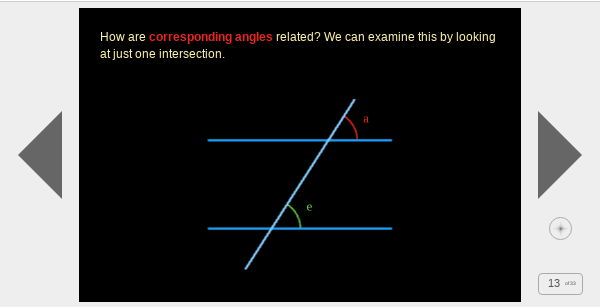 How are corresponding angles related? We can examine this by looking
at just one intersection.
a
e
13 of 33